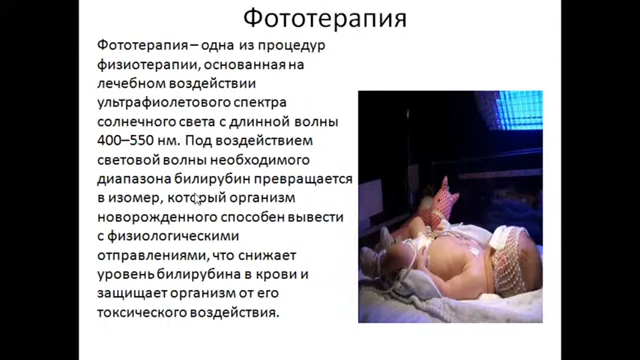 Фототерапия
Фототерапия – одна из процедур
физиотерапии, основанная на
лечебном воздействии
ультрафиолетового спектра
солнечного света с длинной волны
400–550 нм. Под воздействием
световой волны необходимого
диапазона билирубин превращается
в изомер, который организм
новорожденного способен вывести
с физиологическими
отправлениями, что снижает
уровень билирубина в крови и
защищает организм от его
токсического воздействия.